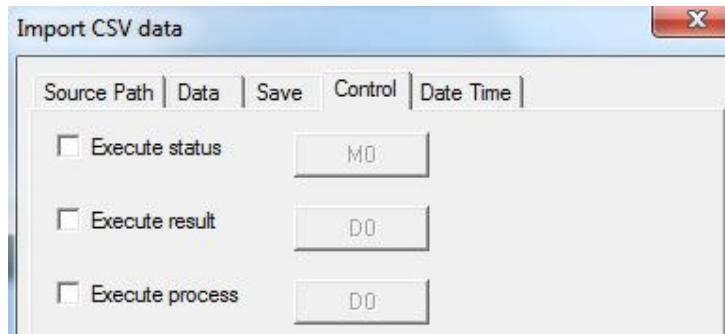 Import CSV data
Source Path Data Save Control Date Time
Execute status M0
Execute result D0
Execute process D0